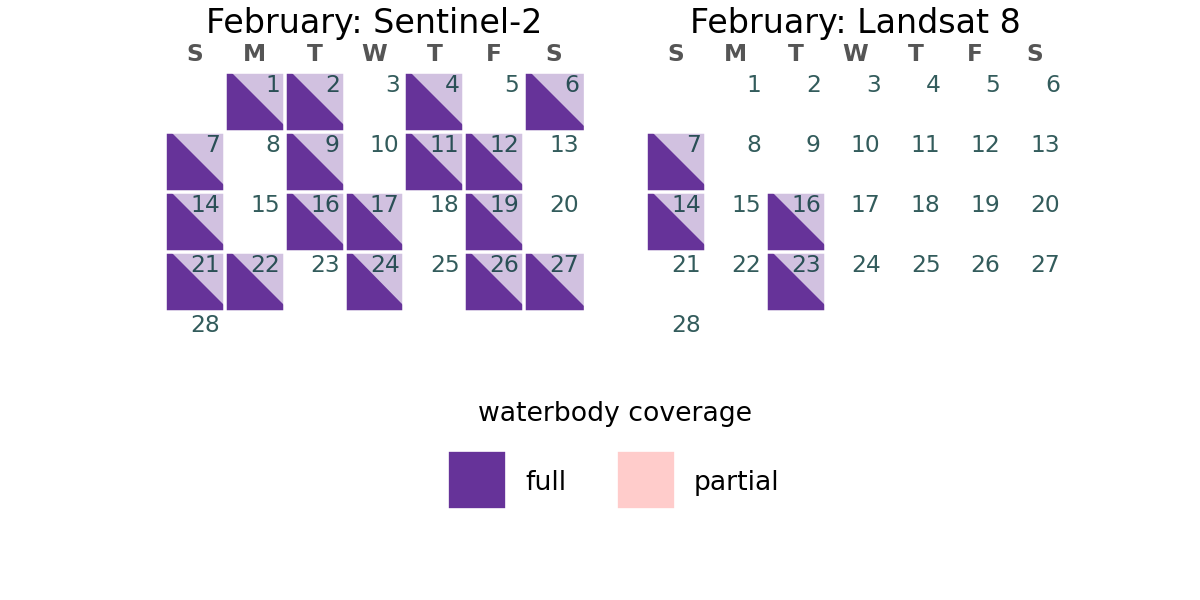 February: Sentinel-2
S M T W T F S
1 2 3 4 5 6
7 8 9 10 11 12 13
14 15 16 17 18 19 20
21 22 23 24 25 26 27
28
February: Landsat 8
S M T W T F S
1 2 3 4 5 6
7 8 9 10 11 12 13
14 15 16 17 18 19 20
21 22 23 24 25 26 27
28
waterbody coverage
full partial